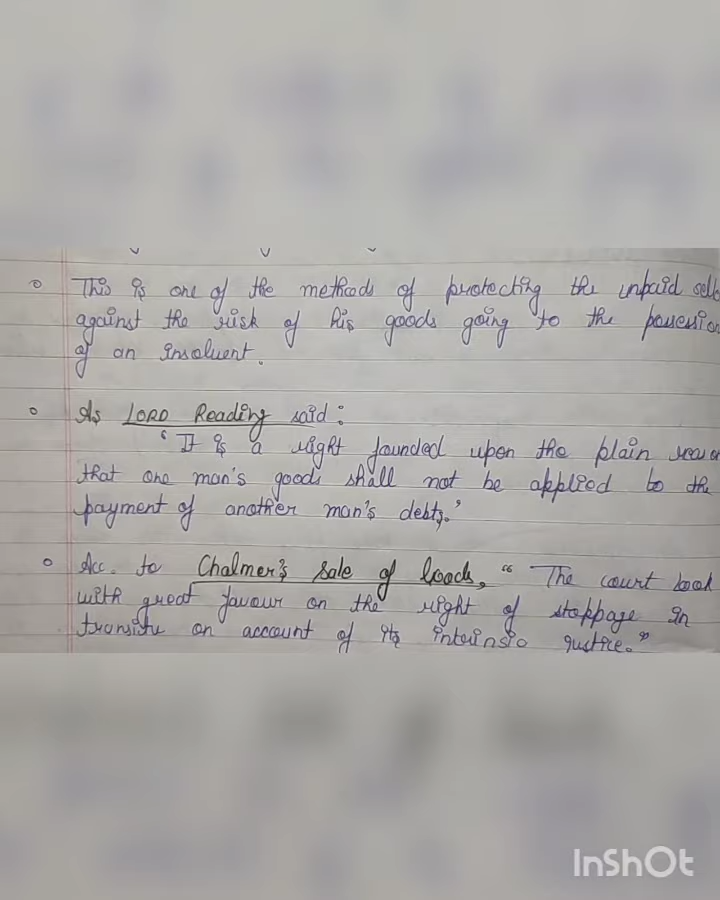 This is one of the methods of protecting the unpaid selle
against the risk of his goods going to the possession
of an insolvent.
As LORD Reading said:
"It is a right founded upon the plain reason
that one man's goods shall not be applied to the
payment of another man's debts."
Acc. to Chalmer's Sale of Goods, "The court look
with great favour on the right of stoppage in
transitu on account of its intrinsic justice."
InShOt